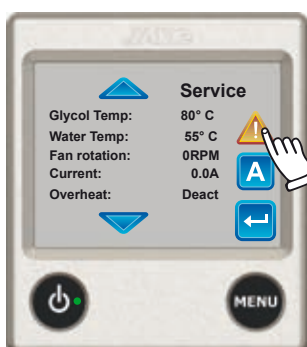 Service
Glycol Temp: 80° C
Water Temp: 55° C
Fan rotation: 0RPM
Current: 0.0A
Overheat: Deact
A
MENU